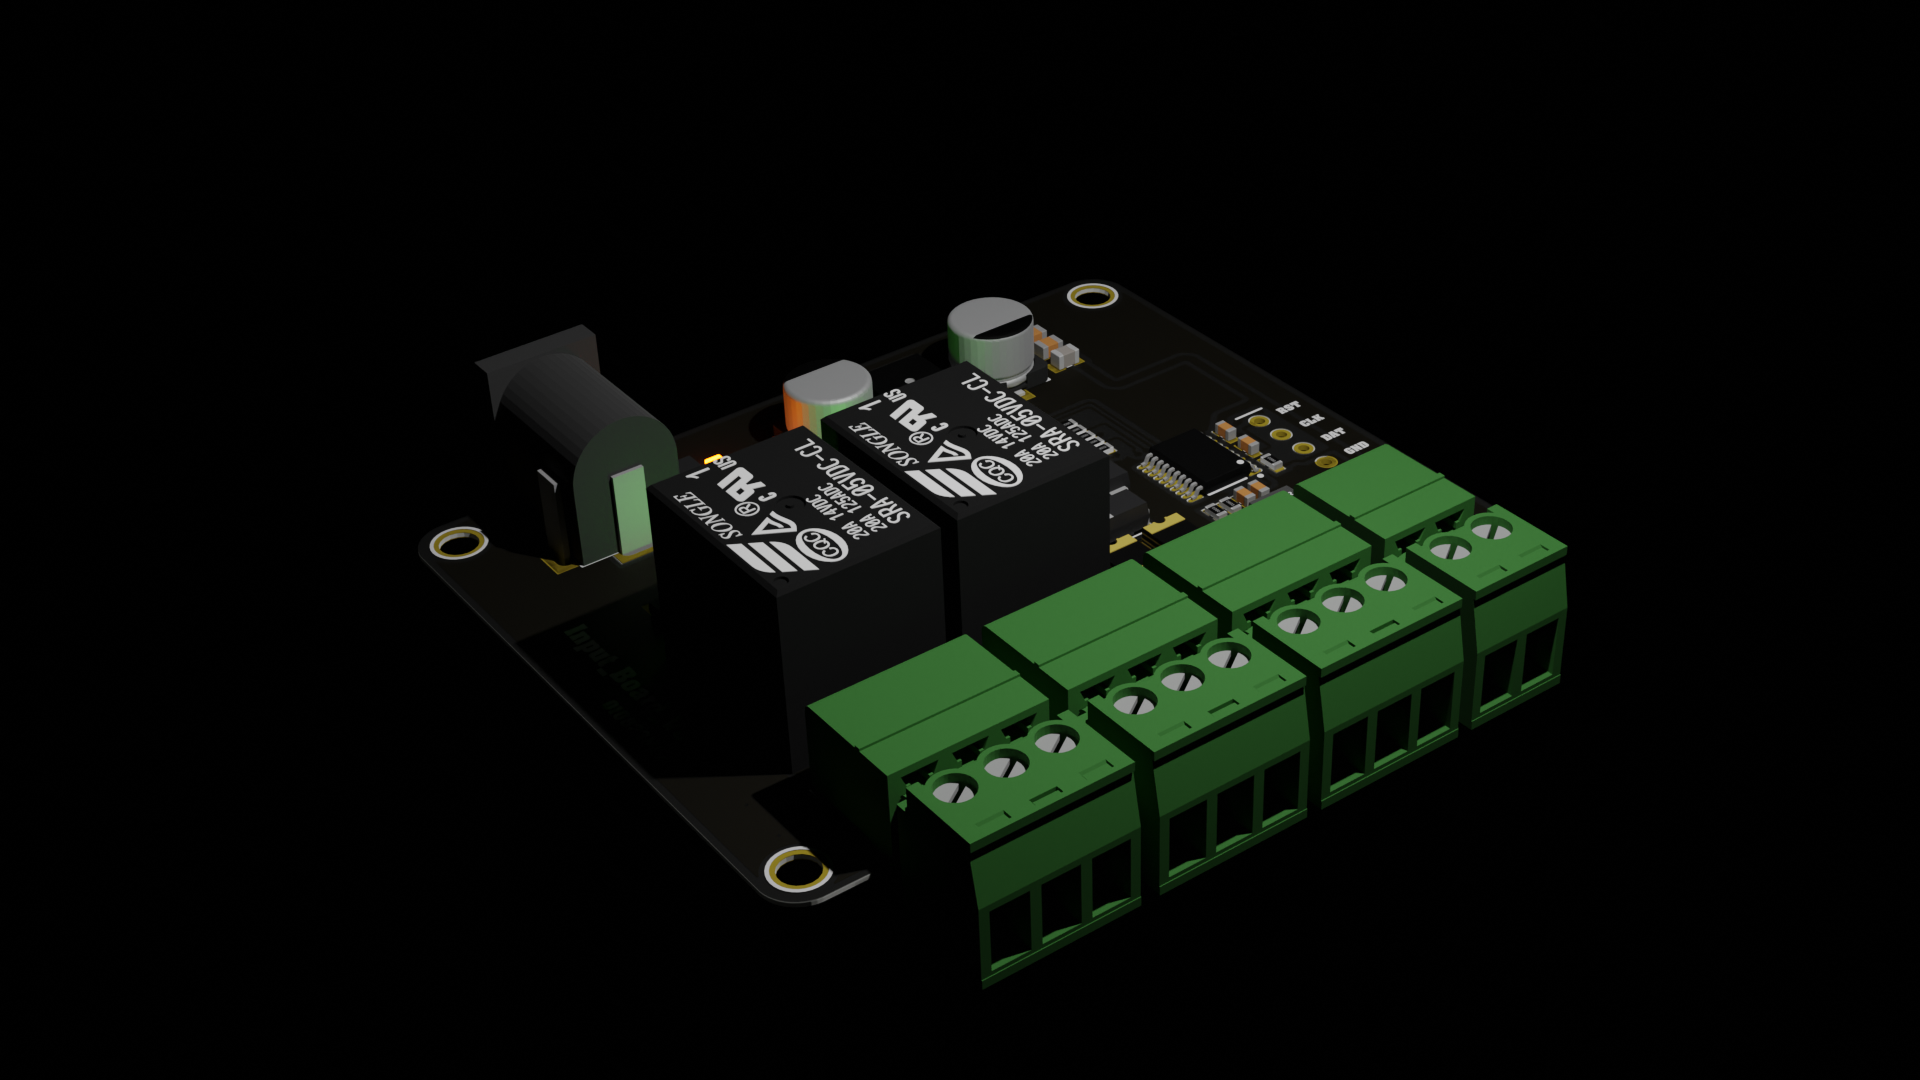 RST
CLK
DAT
GND
SRA-05VDC-CL
20A 14VDC
20A 125VAC
CQC
c US
®
SONGLE
1
SRA-05VDC-CL
20A 14VDC
20A 125VAC
CQC
c US
®
SONGLE
1
Input